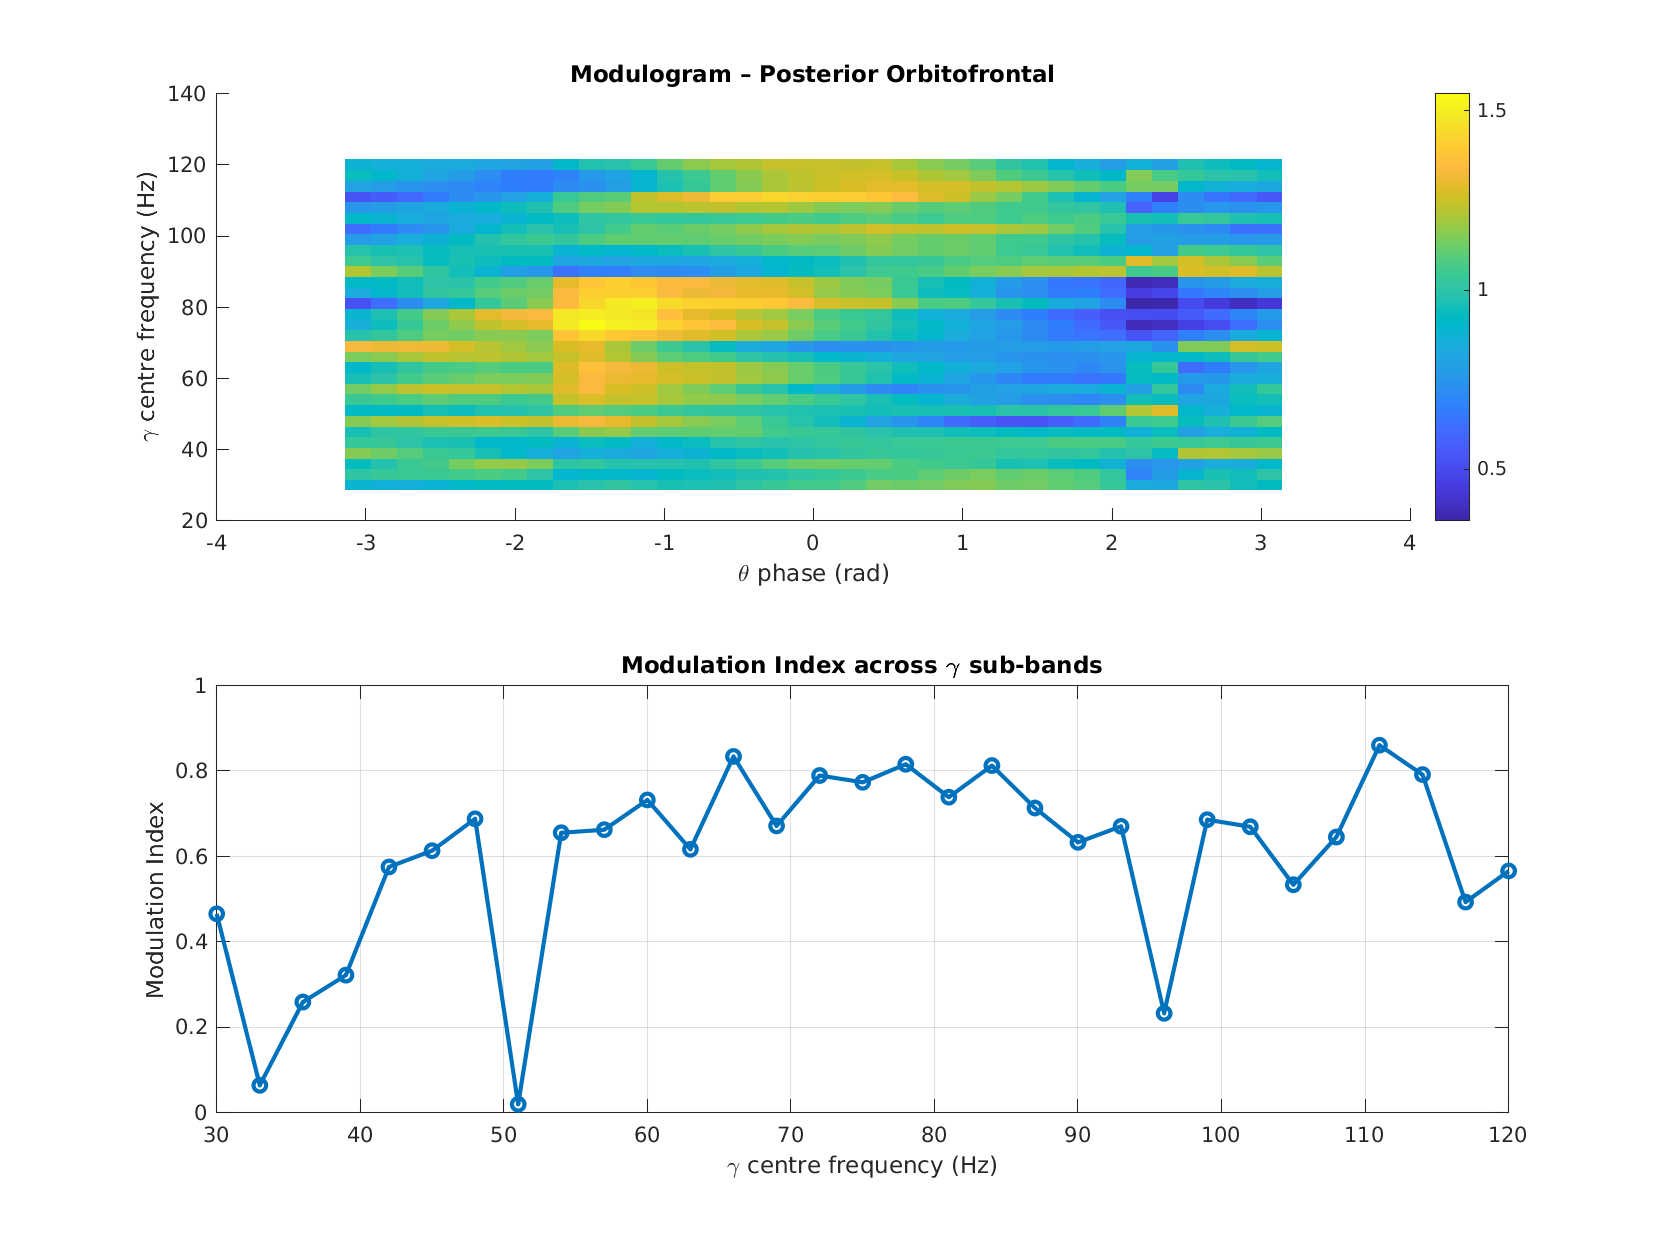 Modulogram – Posterior Orbitofrontal
140
120
100
80
60
40
20
γ centre frequency (Hz)
-4 -3 -2 -1 0 1 2 3 4
θ phase (rad)
1.5
1
0.5
Modulation Index across γ sub-bands
1
0.8
0.6
0.4
0.2
0
Modulation Index
30 40 50 60 70 80 90 100 110 120
γ centre frequency (Hz)